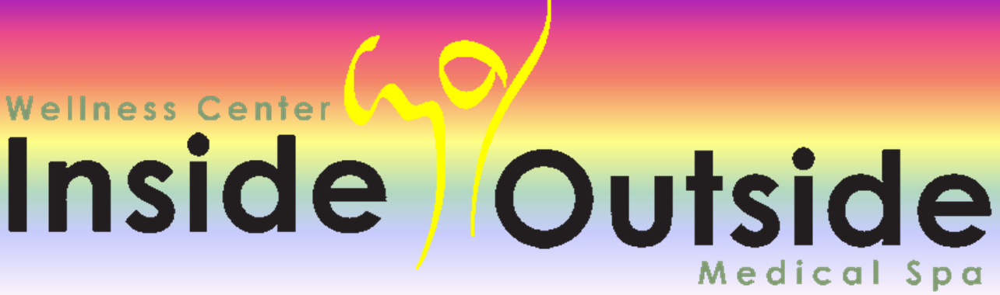 Wellness Center
Inside Outside
Medical Spa